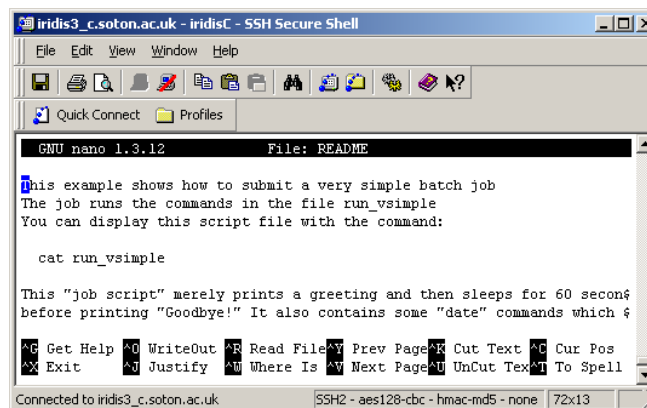 iridis3_c.soton.ac.uk - iridisC - SSH Secure Shell
File Edit View Window Help
Quick Connect Profiles
GNU nano 1.3.12 File: README
This example shows how to submit a very simple batch job
The job runs the commands in the file run_vsimple
You can display this script file with the command:
cat run_vsimple
This "job script" merely prints a greeting and then sleeps for 60 secon$
before printing "Goodbye!" It also contains some "date" commands which $
^G Get Help ^O WriteOut ^R Read File^Y Prev Page^K Cut Text ^C Cur Pos
^X Exit ^J Justify ^W Where Is ^V Next Page^U UnCut Tex^T To Spell
Connected to iridis3_c.soton.ac.uk SSH2 - aes128-cbc - hmac-md5 - none 72x13